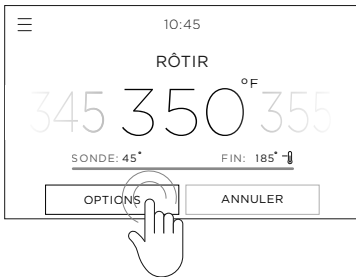 10:45
RÔTIR
345 350°F 355
SONDE: 45° FIN: 185°
OPTIONS ANNULER